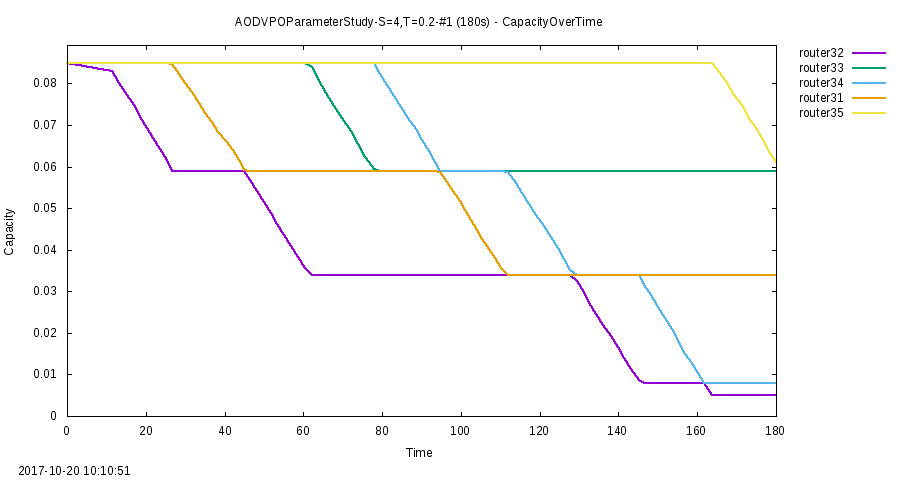 AODVPOParameterStudy-S=4,T=0.2-#1 (180s) - CapacityOverTime
router32
router33
router34
router31
router35
0.08
0.07
0.06
0.05
0.04
0.03
0.02
0.01
0
Capacity
0 20 40 60 80 100 120 140 160 180
Time
2017-10-20 10:10:51